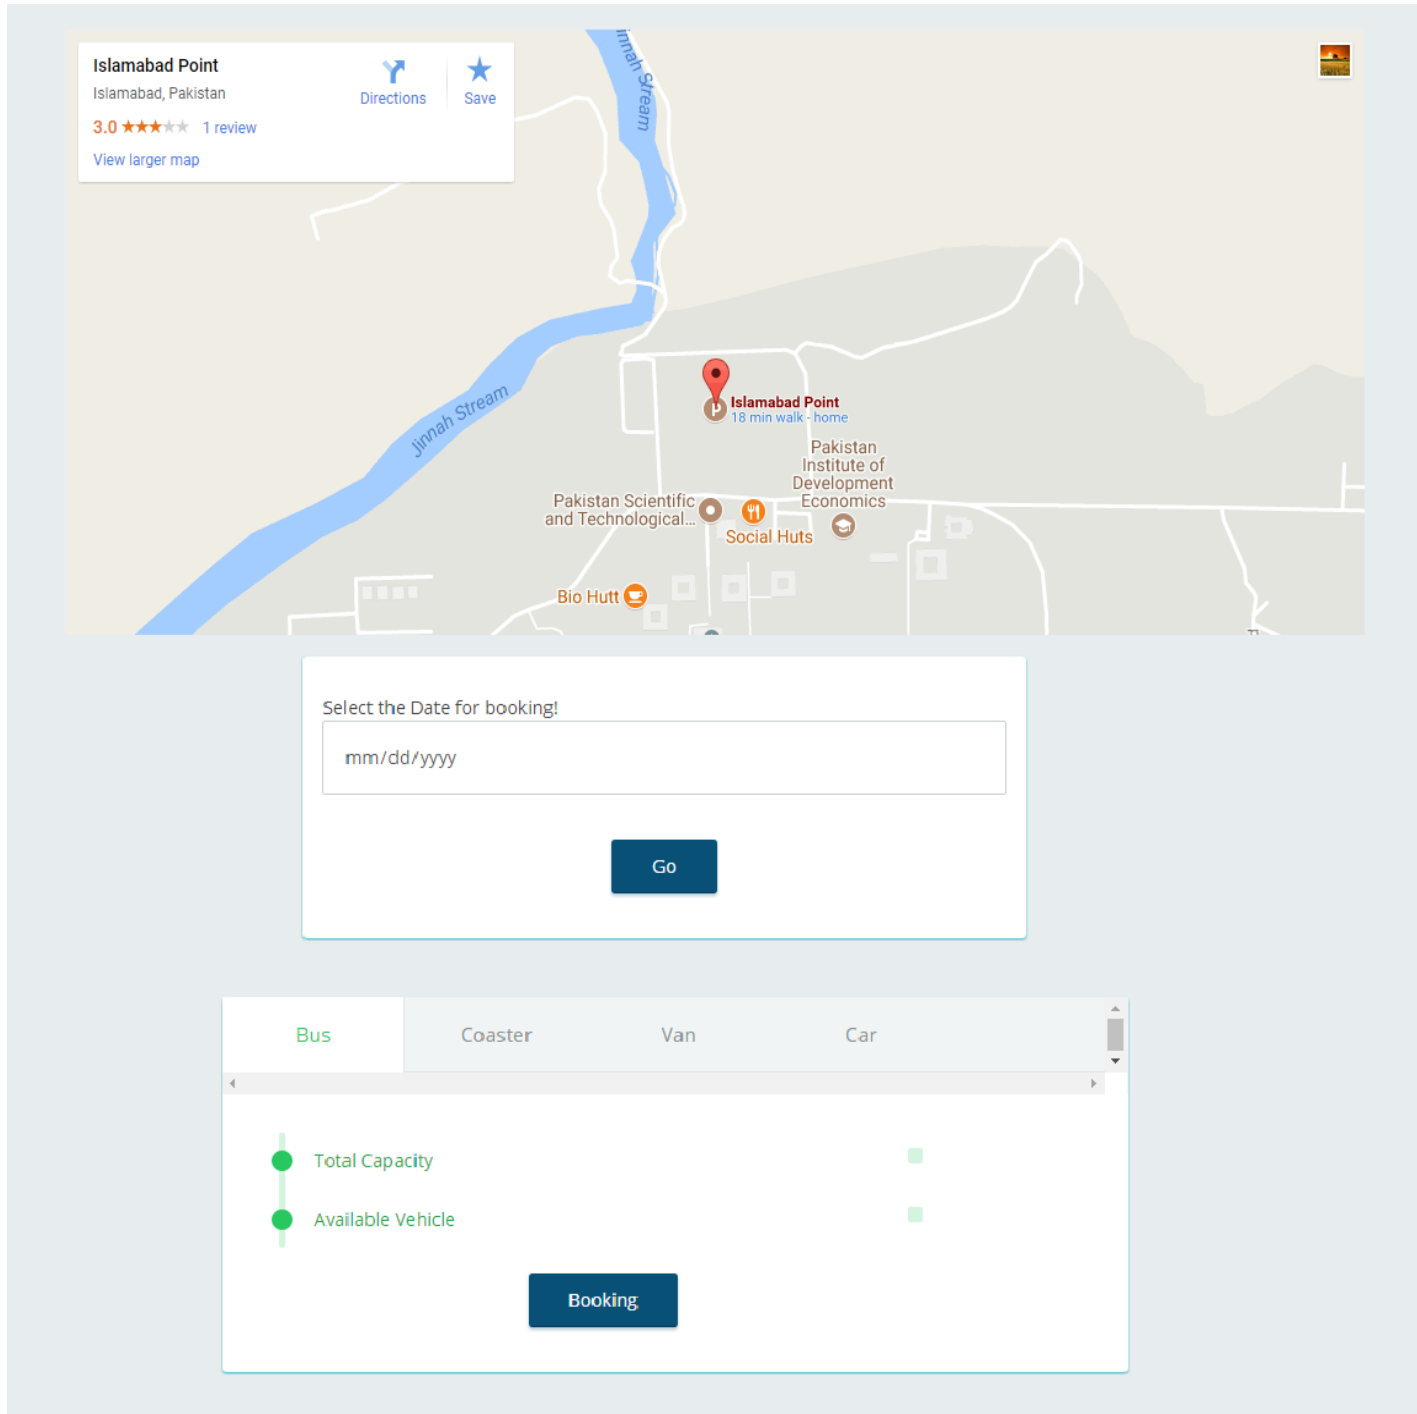 Islamabad Point
Islamabad, Pakistan
3.0
1 review
View larger map
Directions
Save
Jinnah Stream
Jinnah Stream
Islamabad Point
18 min walk - home
Pakistan
Institute of
Development
Economics
Pakistan Scientific
and Technological...
Social Huts
Bio Hutt
Select the Date for booking!
mm/dd/yyyy
Go
Bus
Coaster
Van
Car
Total Capacity
Available Vehicle
Booking